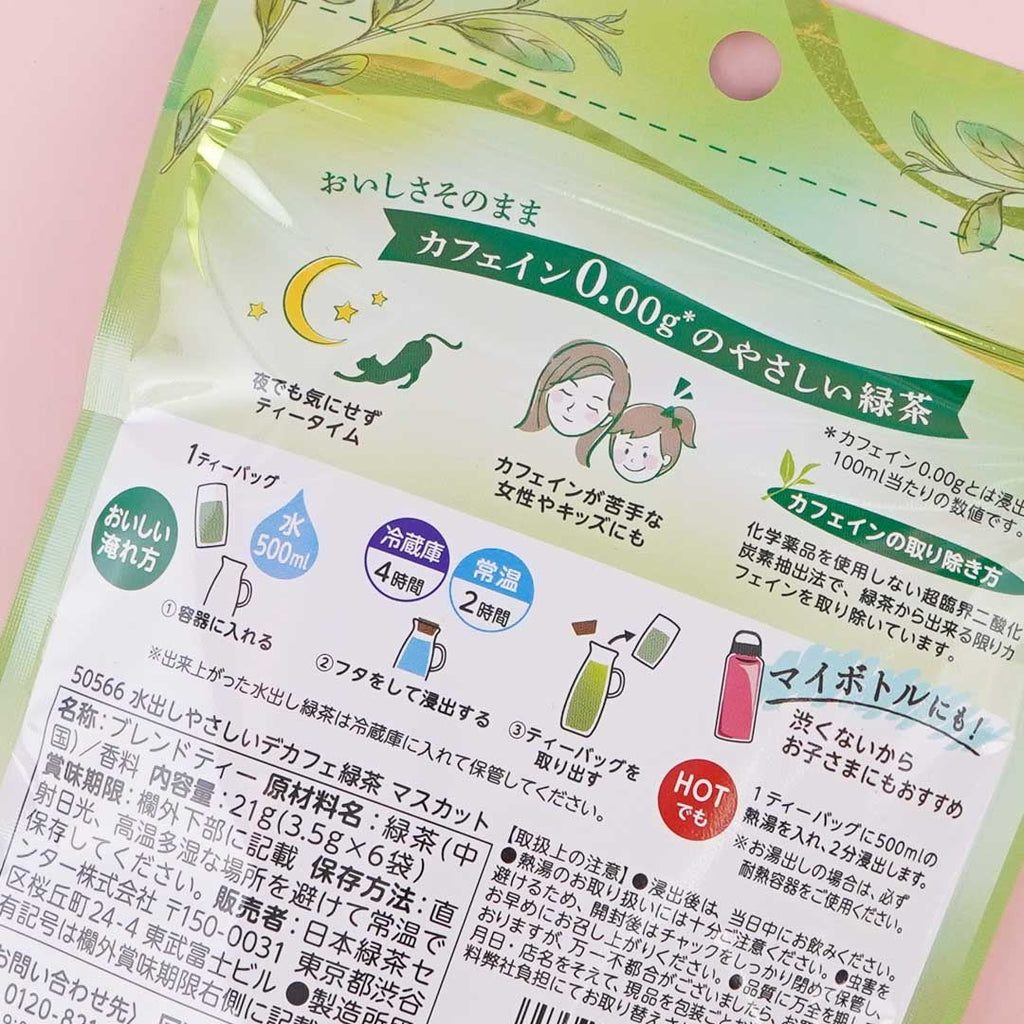 おいしさそのまま
カフェイン0.00g*のやさしい緑茶
*カフェイン0.00gとは浸出
100ml当たりの数値です。
夜でも気にせず
ティータイム
カフェインが苦手な
女性やキッズにも
カフェインの取り除き方
化学薬品を使用しない超臨界二酸化
炭素抽出法で、緑茶から出来る限りカ
フェインを取り除いています。
おいしい
淹れ方
1ティーバッグ
水
500ml
①容器に入れる
冷蔵庫
4時間
常温
2時間
②フタをして浸出する
③ティーバッグを
取り出す
※出来上がった水出し緑茶は冷蔵庫に入れて保管してください。
マイボトルにも!
渋くないから
お子さまにもおすすめ
HOT
でも
1ティーバッグに500mlの
熱湯を入れ、2分浸出します。
※お湯出しの場合は、必ず
耐熱容器をご使用ください。
50566 水出しやさしいデカフェ緑茶 マスカット
名称:ブレンドティー 原材料名:緑茶(中
国)/香料 内容量:21g(3.5g×6袋)
賞味期限:欄外下部に記載 保存方法:直
射日光、高温多湿な場所を避けて常温で
保存してください。販売者:日本緑茶セ
ンター株式会社 〒150-0031 東京都渋谷
区桜丘町24-4 東武富士ビル ●製造所固
有記号は欄外賞味期限右側に記載
お問い合わせ先〉
0120-821
【取扱上の注意】●浸出後は、当日中にお飲みください。
●熱湯のお取り扱いには十分ご注意ください。●虫害を
避けるため、開封後はチャックをしっかり閉めて保管し、
お早めにお召し上がりください。●品質に万全を期し
ておりますが、万一不都合がございましたら、お
月日・店名をそえて、現品を包装ごと
料弊社負担にてお取り替え